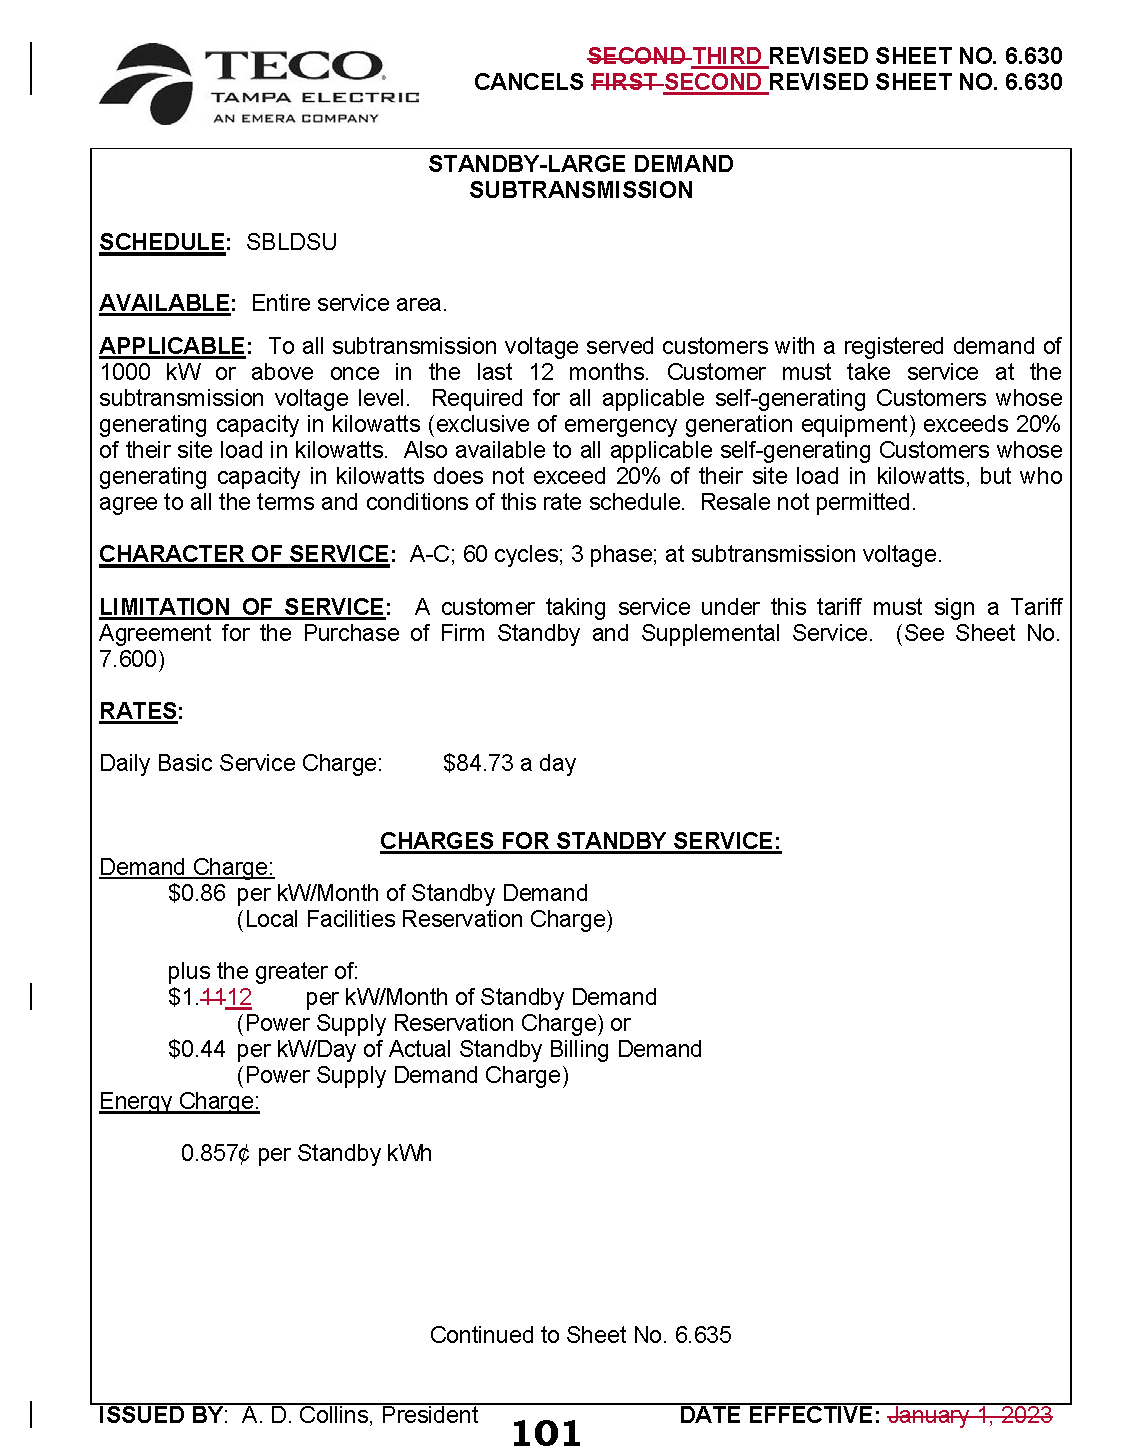 TECO.
TAMPA ELECTRIC
AN EMERA COMPANY
SECOND THIRD REVISED SHEET NO. 6.630
CANCELS FIRST SECOND REVISED SHEET NO. 6.630
STANDBY-LARGE DEMAND
SUBTRANSMISSION
SCHEDULE: SBLDSU
AVAILABLE: Entire service area.
APPLICABLE: To all subtransmission voltage served customers with a registered demand of
1000 kW or above once in the last 12 months. Customer must take service at the
subtransmission voltage level. Required for all applicable self-generating Customers whose
generating capacity in kilowatts (exclusive of emergency generation equipment) exceeds 20%
of their site load in kilowatts. Also available to all applicable self-generating Customers whose
generating capacity in kilowatts does not exceed 20% of their site load in kilowatts, but who
agree to all the terms and conditions of this rate schedule. Resale not permitted.
CHARACTER OF SERVICE: A-C; 60 cycles; 3 phase; at subtransmission voltage.
LIMITATION OF SERVICE: A customer taking service under this tariff must sign a Tariff
Agreement for the Purchase of Firm Standby and Supplemental Service. (See Sheet No.
7.600)
RATES:
Daily Basic Service Charge: $84.73 a day
CHARGES FOR STANDBY SERVICE:
Demand Charge:
$0.86 per kW/Month of Standby Demand
(Local Facilities Reservation Charge)
plus the greater of:
$1.1112 per kW/Month of Standby Demand
(Power Supply Reservation Charge) or
$0.44 per kW/Day of Actual Standby Billing Demand
(Power Supply Demand Charge)
Energy Charge:
0.857¢ per Standby kWh
Continued to Sheet No. 6.635
ISSUED BY: A. D. Collins, President
DATE EFFECTIVE: January 1, 2023
101